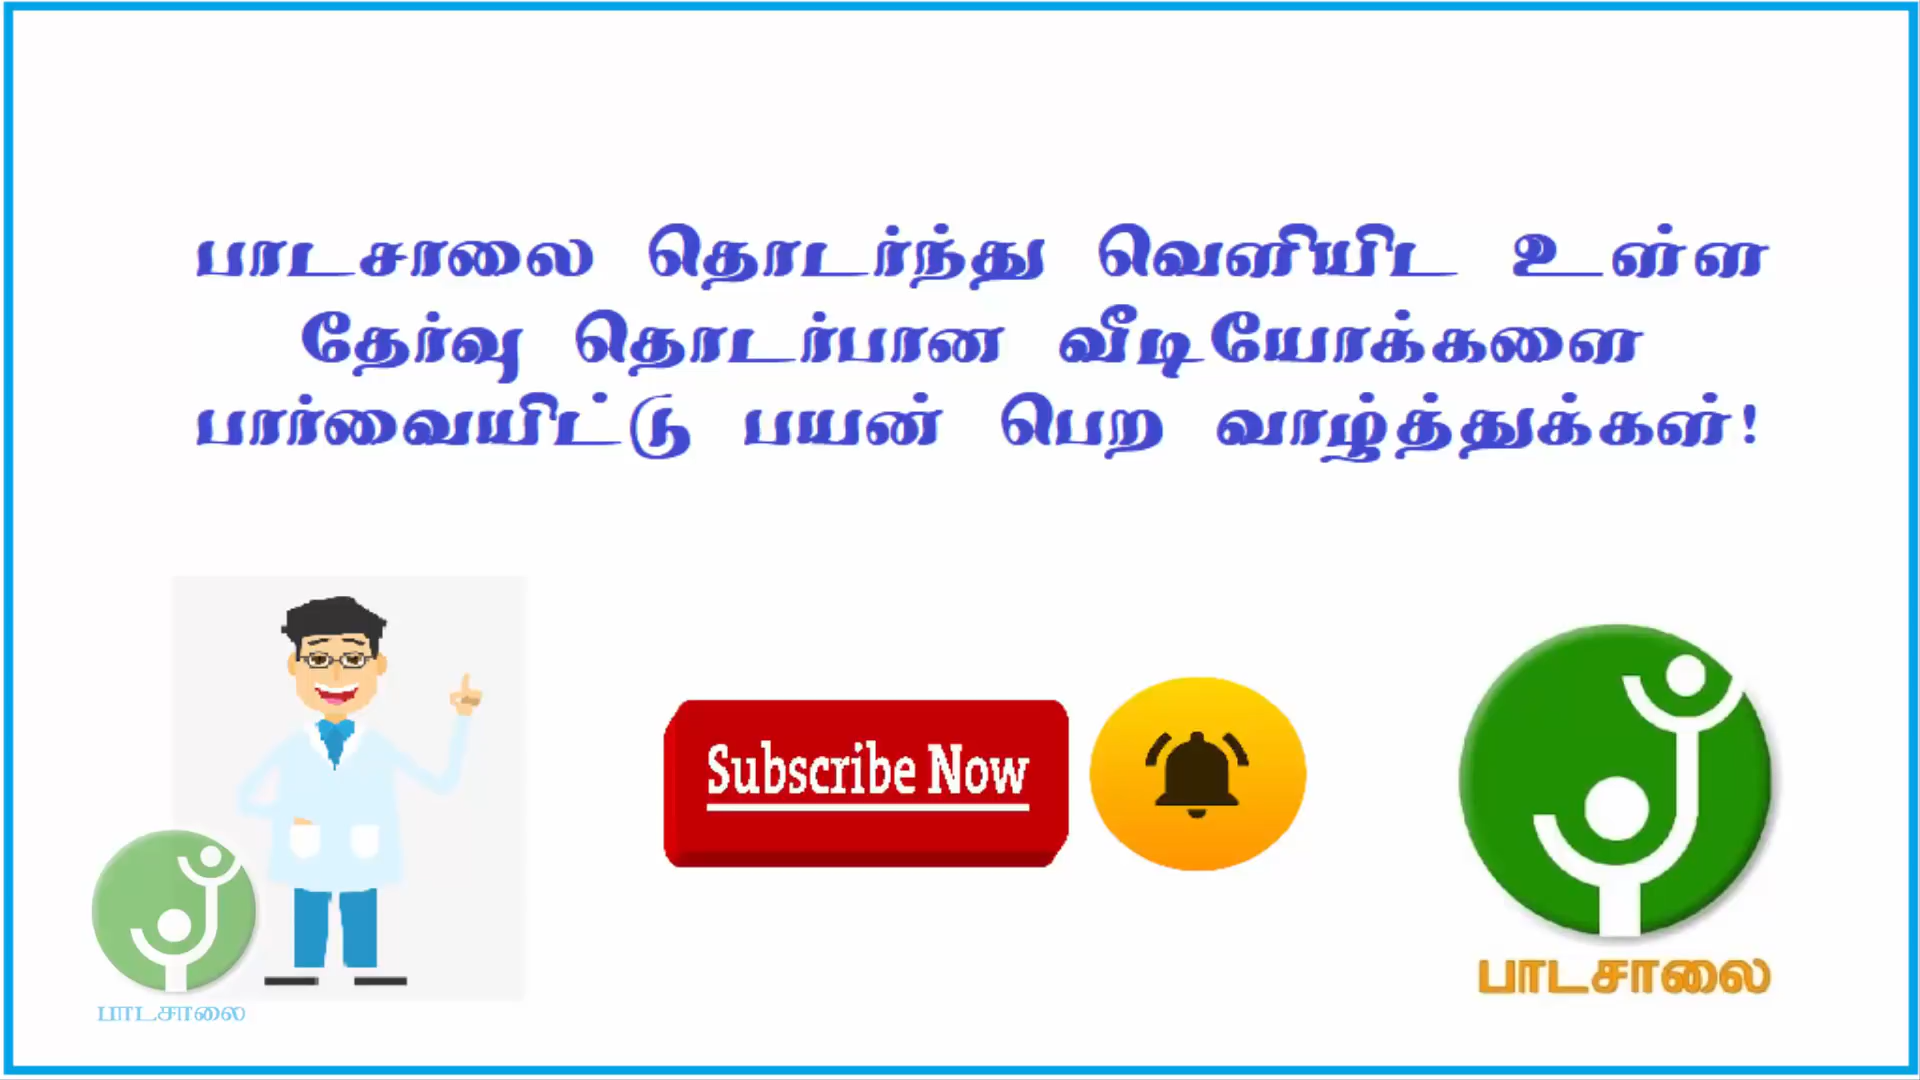 பாடசாலை தொடர்ந்து வெளியிட உள்ள
தேர்வு தொடர்பான வீடியோக்களை
பார்வையிட்டு பயன் பெற வாழ்த்துக்கள்!
Subscribe Now
பாடசாலை
பாடசாலை